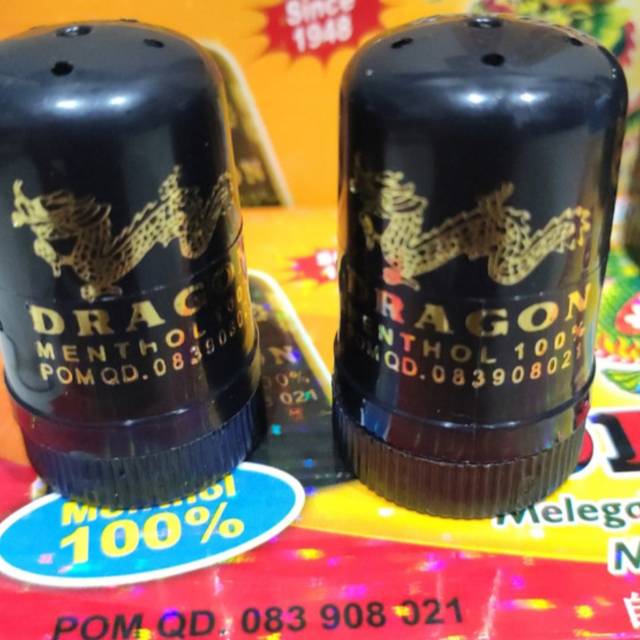 Since
1948
DRAGON
MENTHOL 100%
POM QD. 083908021
DRAGON
MENTHOL 100%
POM QD. 083908021
021
Menthol
100%
POM QD. 083 908 021